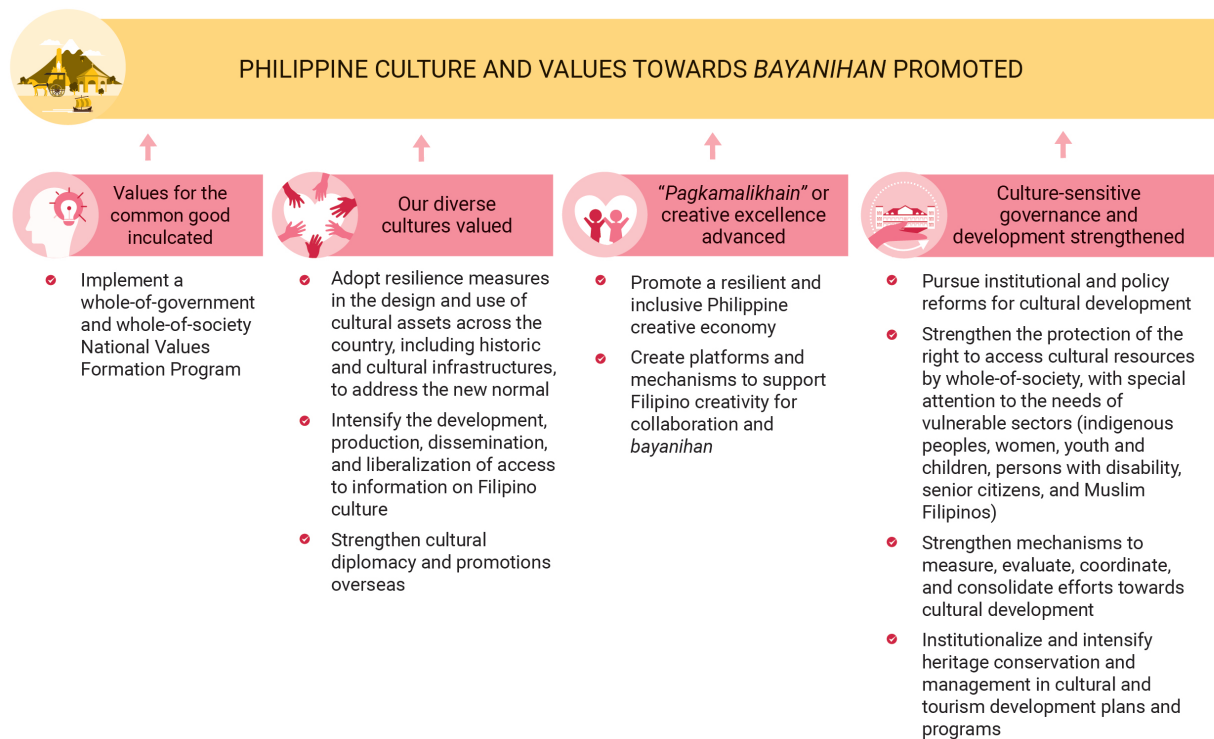 PHILIPPINE CULTURE AND VALUES TOWARDS BAYANIHAN PROMOTED
Values for the
common good
inculcated
Implement a
whole-of-government
and whole-of-society
National Values
Formation Program
Our diverse
cultures valued
Adopt resilience measures
in the design and use of
cultural assets across the
country, including historic
and cultural infrastructures,
to address the new normal
Intensify the development,
production, dissemination,
and liberalization of access
to information on Filipino
culture
Strengthen cultural
diplomacy and promotions
overseas
“Pagkamalikhain” or
creative excellence
advanced
Promote a resilient and
inclusive Philippine
creative economy
Create platforms and
mechanisms to support
Filipino creativity for
collaboration and
bayanihan
Culture-sensitive
governance and
development strengthened
Pursue institutional and policy
reforms for cultural development
Strengthen the protection of the
right to access cultural resources
by whole-of-society, with special
attention to the needs of
vulnerable sectors (indigenous
peoples, women, youth and
children, persons with disability,
senior citizens, and Muslim
Filipinos)
Strengthen mechanisms to
measure, evaluate, coordinate,
and consolidate efforts towards
cultural development
Institutionalize and intensify
heritage conservation and
management in cultural and
tourism development plans and
programs